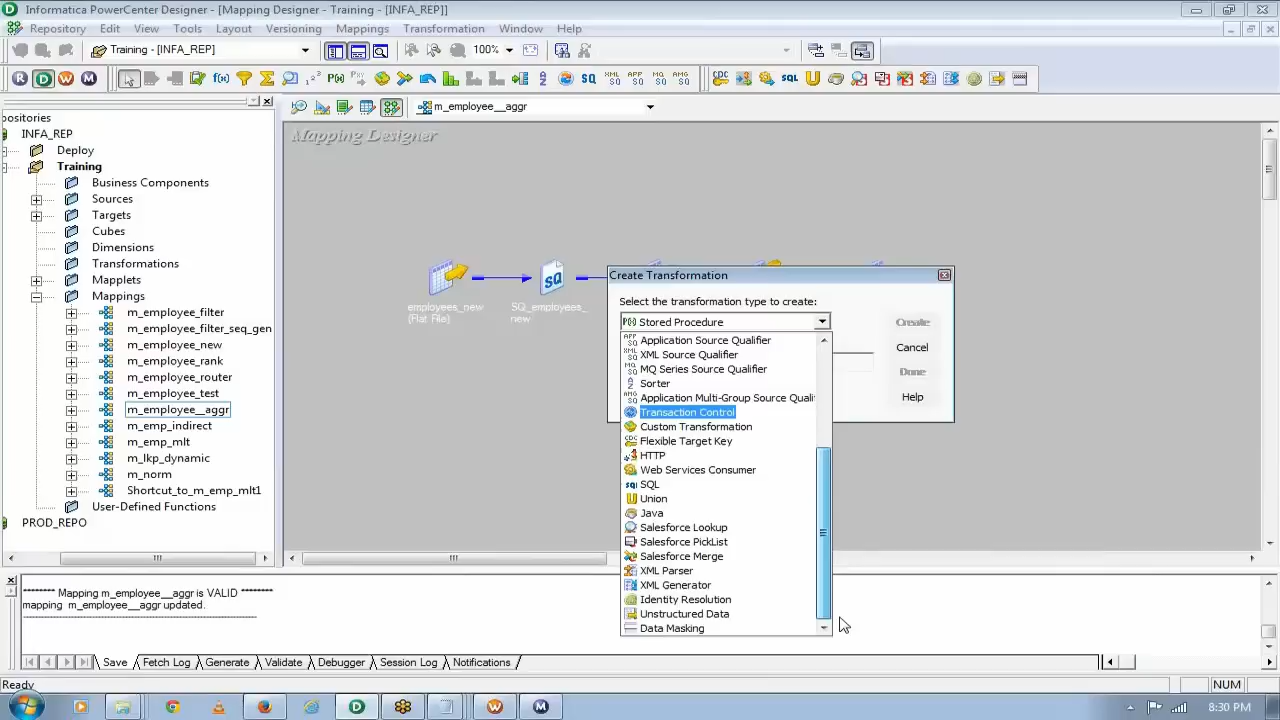 Informatica PowerCenter Designer - [Mapping Designer - Training - [INFA_REP]]
Repository Edit View Tools Layout Versioning Mappings Transformation Window Help
Training - [INFA_REP]
100%
R D W M
m_employee__aggr
epositories
INFA_REP
Deploy
Training
Business Components
Sources
Targets
Cubes
Dimensions
Transformations
Mapplets
Mappings
m_employee_filter
m_employee_filter_seq_gen
m_employee_new
m_employee_rank
m_employee_router
m_employee_test
m_employee__aggr
m_emp_indirect
m_emp_mlt
m_lkp_dynamic
m_norm
Shortcut_to_m_emp_mlt1
User-Defined Functions
PROD_REPO
Mapping Designer
employees_new
(Flat File)
SQ_employees_
new
Create Transformation
Select the transformation type to create:
Stored Procedure
Create
Cancel
Done
Help
Application Source Qualifier
XML Source Qualifier
MQ Series Source Qualifier
Sorter
Application Multi-Group Source Quali
Transaction Control
Custom Transformation
Flexible Target Key
HTTP
Web Services Consumer
SQL
Union
Java
Salesforce Lookup
Salesforce PickList
Salesforce Merge
XML Parser
XML Generator
Identity Resolution
Unstructured Data
Data Masking
******** Mapping m_employee__aggr is VALID ********
mapping m_employee__aggr updated.
Save Fetch Log Generate Validate Debugger Session Log Notifications
Ready
NUM
8:30 PM